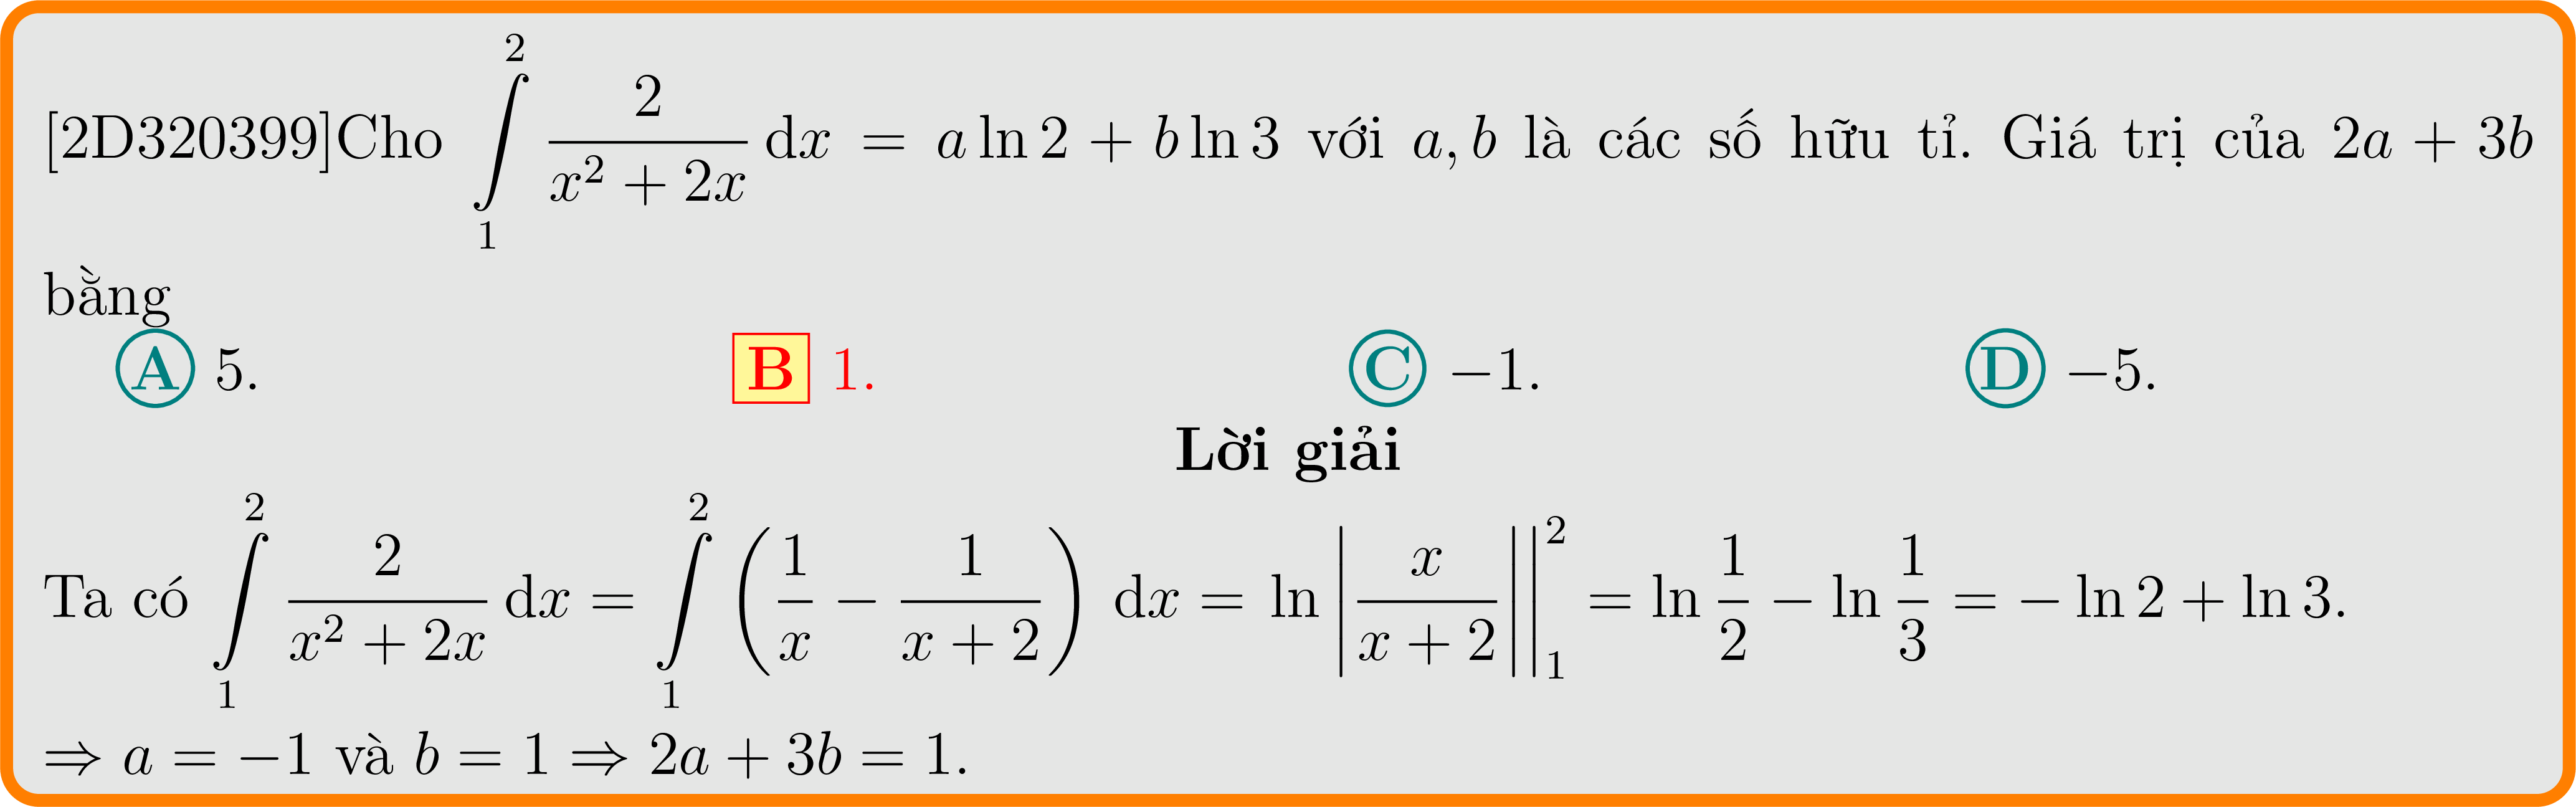 [2D320399]Cho $\int\limits_1^2 \frac{2}{x^2 + 2x} \, \mathrm{d}x = a \ln 2 + b \ln 3$ với $a, b$ là các số hữu tỉ. Giá trị của $2a + 3b$
bằng
Ⓐ 5. B 1. Ⓒ −1. Ⓓ −5.
Lời giải
Ta có $\int\limits_1^2 \frac{2}{x^2 + 2x} \, \mathrm{d}x = \int\limits_1^2 \left( \frac{1}{x} - \frac{1}{x + 2} \right) \, \mathrm{d}x = \ln \left| \frac{x}{x + 2} \right| \Big|_1^2 = \ln \frac{1}{2} - \ln \frac{1}{3} = - \ln 2 + \ln 3.$
$\Rightarrow a = -1$ và $b = 1 \Rightarrow 2a + 3b = 1.$